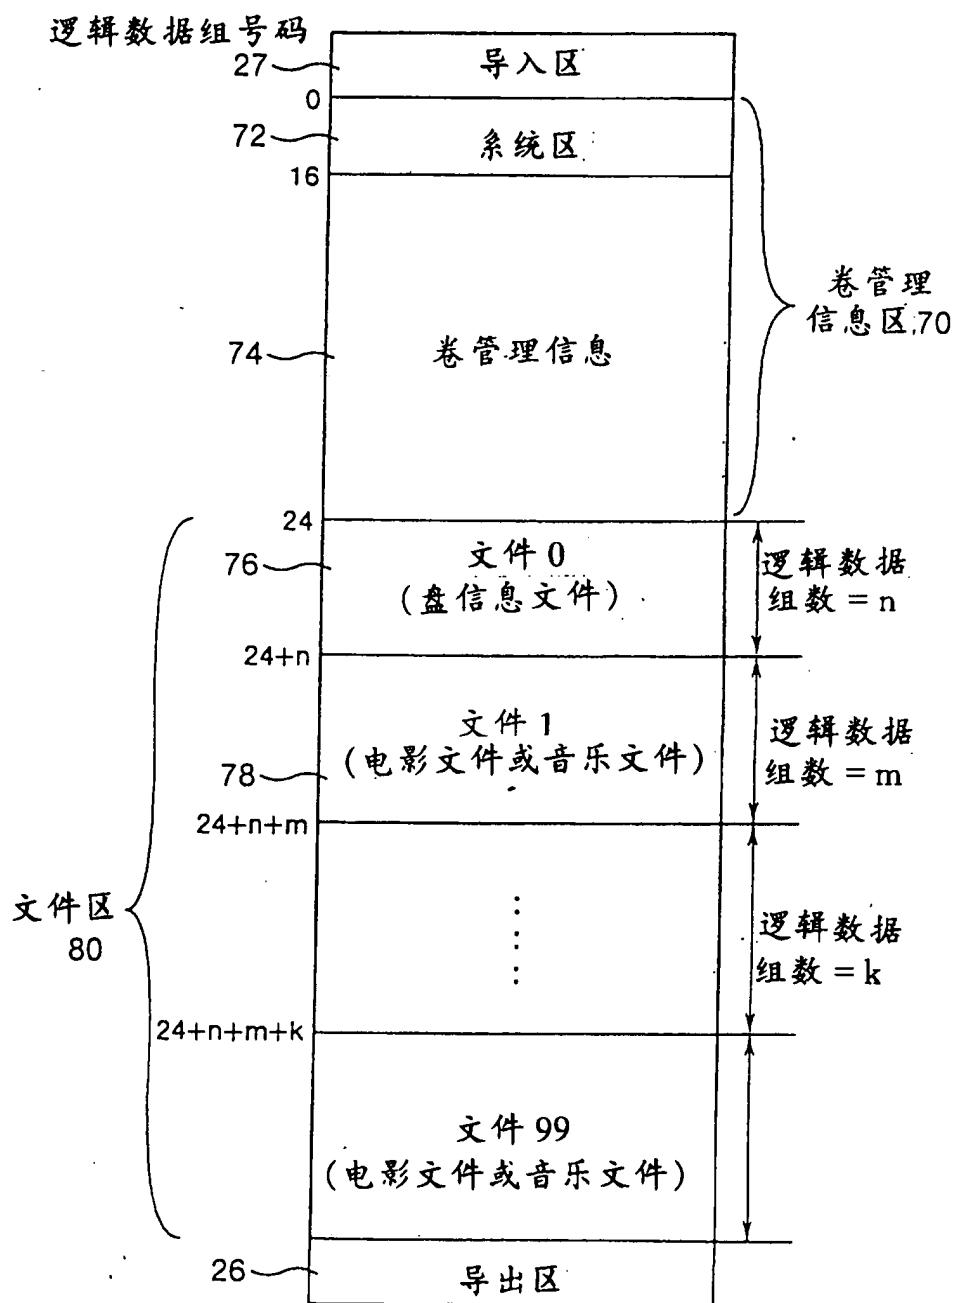 逻辑数据组号码
27
导入区
0
72
系统区
16
74
卷管理信息
卷管理
信息区,70
24
76
文件 0
(盘信息文件)
逻辑数据
组数 = n
24+n
文件 1
(电影文件或音乐文件)
78
逻辑数据
组数 = m
24+n+m
文件区
80
逻辑数据
组数 = k
24+n+m+k
文件 99
(电影文件或音乐文件)
26
导出区